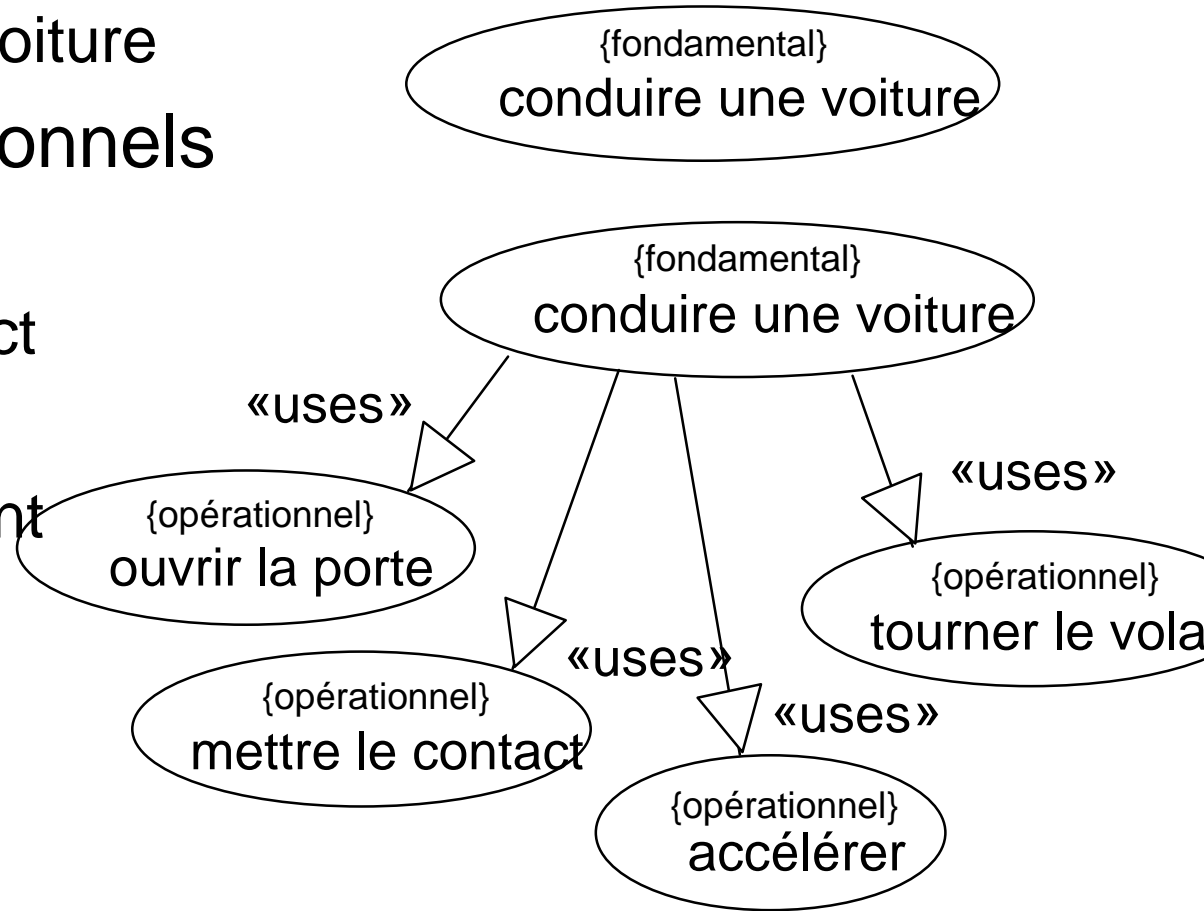 oiture
onnels
ct
nt
{fondamental}
conduire une voiture
{fondamental}
conduire une voiture
«uses»
«uses»
{opérationnel}
ouvrir la porte
{opérationnel}
tourner le vola
«uses»
{opérationnel}
mettre le contact
«uses»
{opérationnel}
accélérer